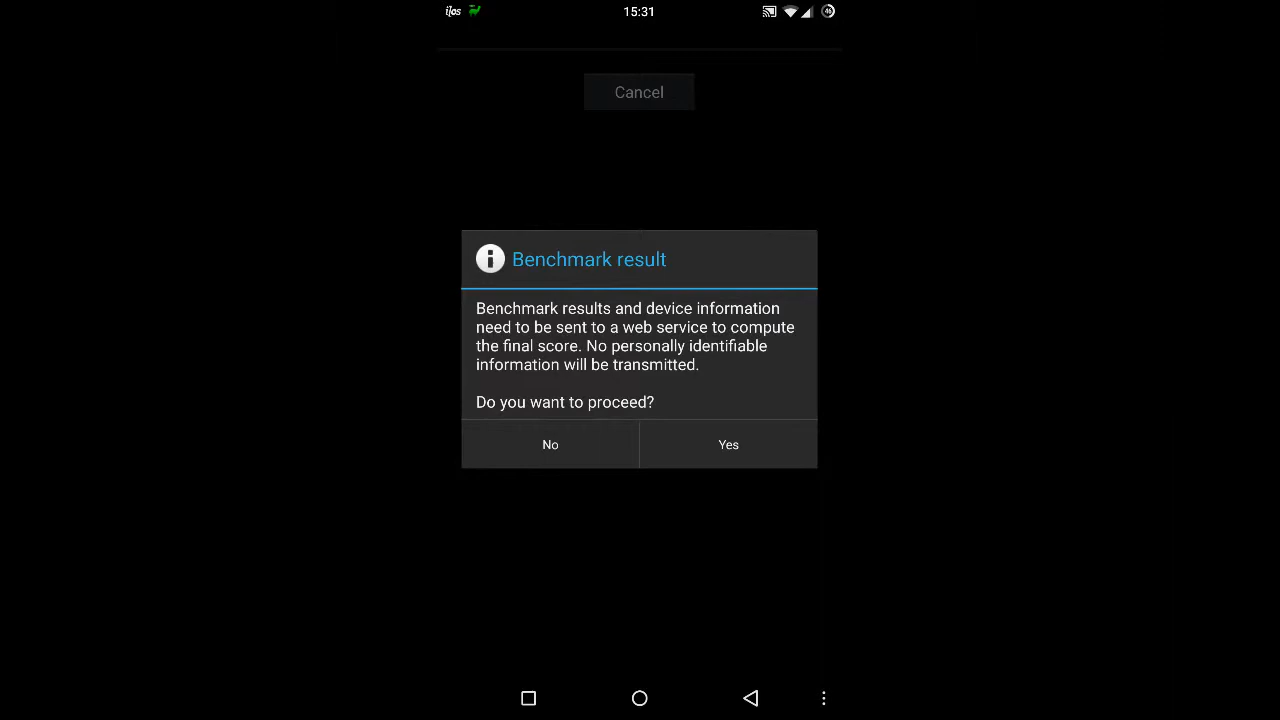 15:31
46
Cancel
Benchmark result
Benchmark results and device information
need to be sent to a web service to compute
the final score. No personally identifiable
information will be transmitted.
Do you want to proceed?
No
Yes